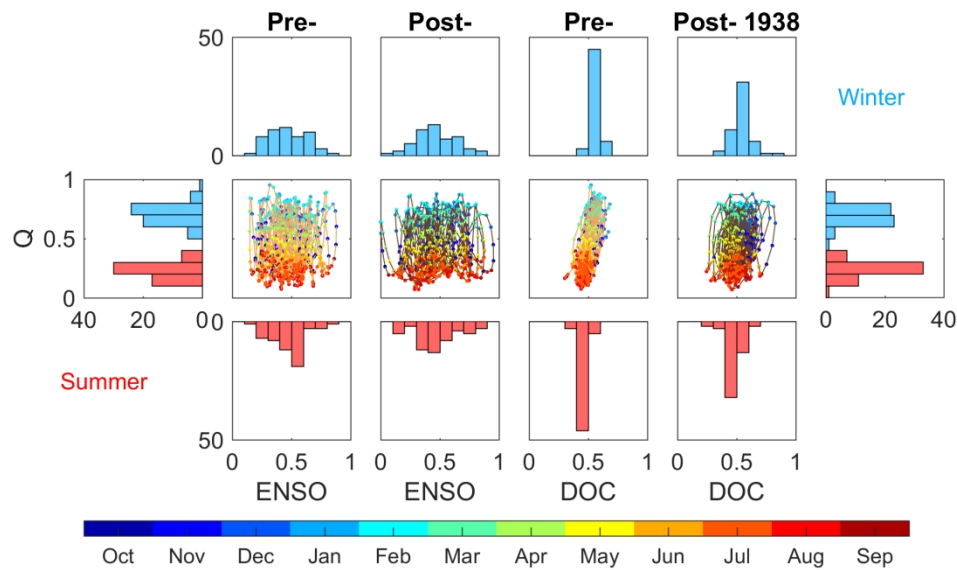 Pre- Post- Pre- Post- 1938
50
0
Winter
1
0.5
0
Q
40 20 0 0
0 20 40
Summer
50
0 0.5 1 0 0.5 1 0 0.5 1 0 0.5 1
ENSO ENSO DOC DOC
Oct Nov Dec Jan Feb Mar Apr May Jun Jul Aug Sep